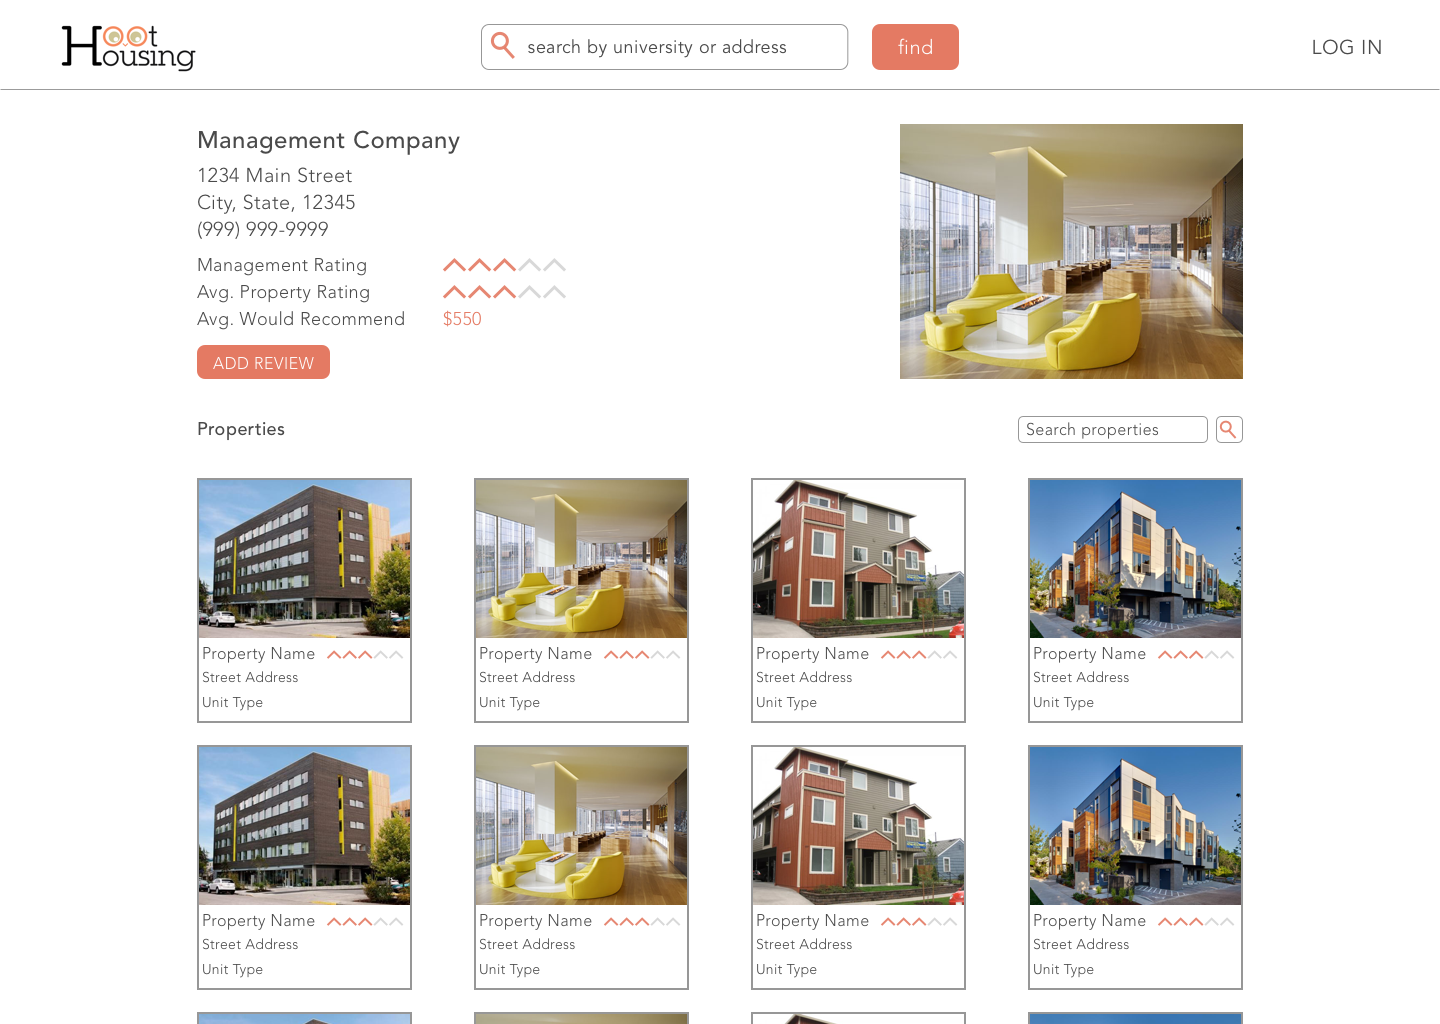 Hoot
Housing
search by university or address
find
LOG IN
Management Company
1234 Main Street
City, State, 12345
(999) 999-9999
Management Rating
Avg. Property Rating
Avg. Would Recommend $550
ADD REVIEW
Properties
Search properties
Property Name
Street Address
Unit Type
Property Name
Street Address
Unit Type
Property Name
Street Address
Unit Type
Property Name
Street Address
Unit Type
Property Name
Street Address
Unit Type
Property Name
Street Address
Unit Type
Property Name
Street Address
Unit Type
Property Name
Street Address
Unit Type